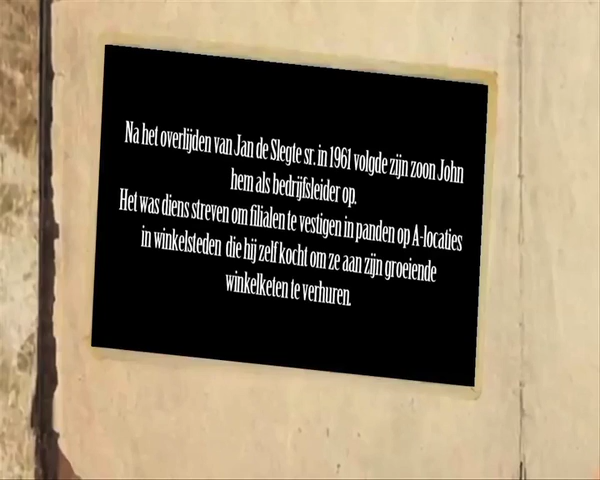 Na het overlijden van Jan de Slegte sr. in 1961 volgde zijn zoon John
hem als bedrijfsleider op.
Het was diens streven om filialen te vestigen in panden op A-locaties
in winkelsteden die hij zelf kocht om ze aan zijn groeiende
winkelketen te verhuren.